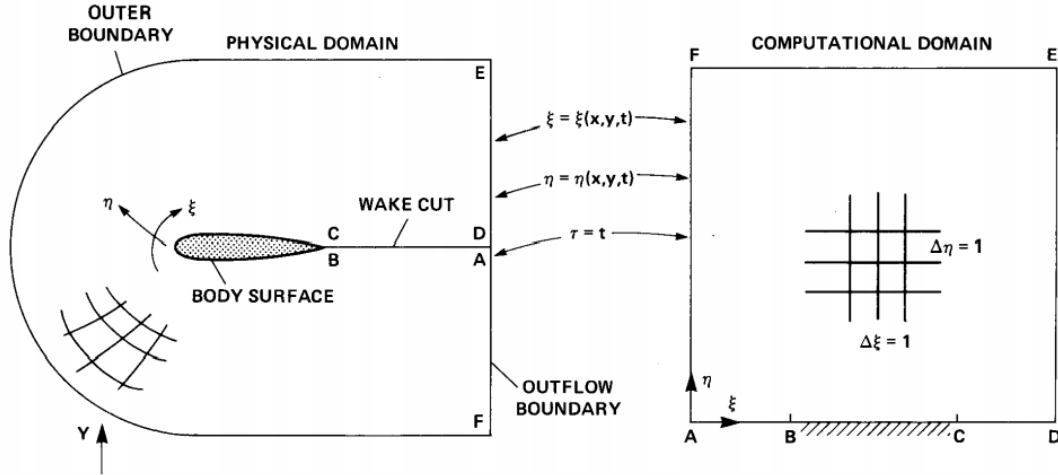 OUTER
BOUNDARY
PHYSICAL DOMAIN
E
η
ξ
C
B
WAKE CUT
D
A
BODY SURFACE
OUTFLOW
BOUNDARY
F
Y
ξ = ξ(x,y,t)
η = η(x,y,t)
τ = t
COMPUTATIONAL DOMAIN
F
E
Δη = 1
Δξ = 1
η
ξ
A
B
C
D